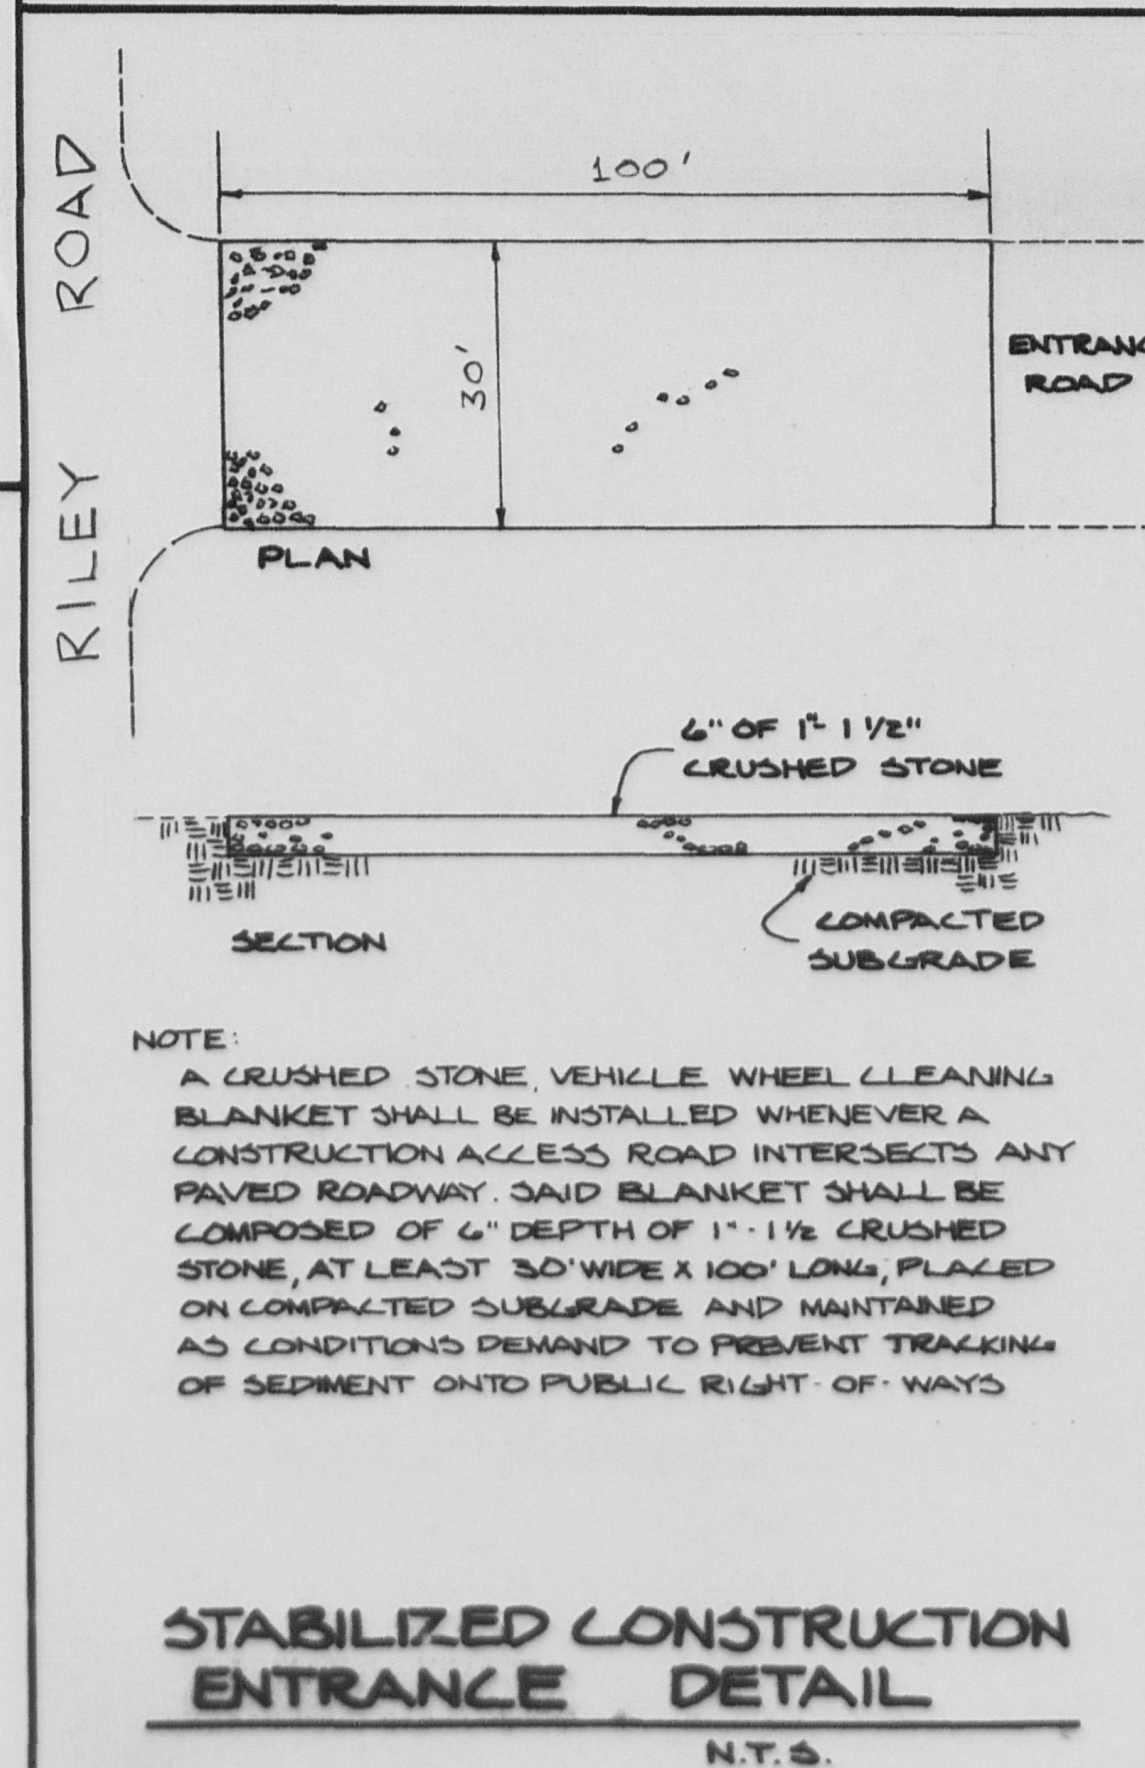 RILEY ROAD
100'
30'
ENTRANC
ROAD
PLAN
6" OF 1"- 1 1/2"
CRUSHED STONE
COMPACTED
SUBGRADE
SECTION
NOTE:
A CRUSHED STONE, VEHICLE WHEEL CLEANING
BLANKET SHALL BE INSTALLED WHENEVER A
CONSTRUCTION ACCESS ROAD INTERSECTS ANY
PAVED ROADWAY. SAID BLANKET SHALL BE
COMPOSED OF 6" DEPTH OF 1"-1 1/2 CRUSHED
STONE, AT LEAST 30' WIDE X 100' LONG, PLACED
ON COMPACTED SUBGRADE AND MAINTAINED
AS CONDITIONS DEMAND TO PREVENT TRACKING
OF SEDIMENT ONTO PUBLIC RIGHT-OF-WAYS
STABILIZED CONSTRUCTION
ENTRANCE DETAIL
N.T.S.